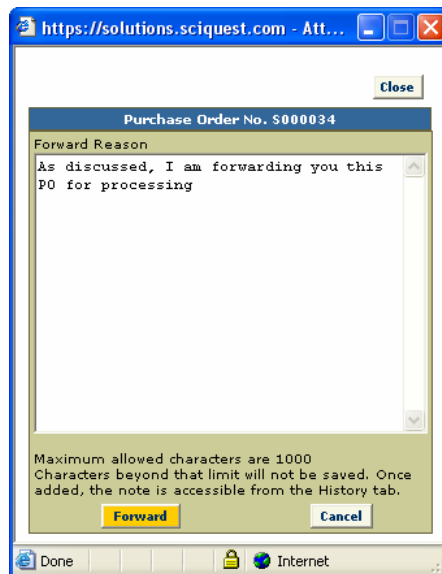 https://solutions.sciquest.com - Att...
Close
Purchase Order No. S000034
Forward Reason
As discussed, I am forwarding you this
PO for processing
Maximum allowed characters are 1000
Characters beyond that limit will not be saved. Once
added, the note is accessible from the History tab.
Forward Cancel
Done Internet